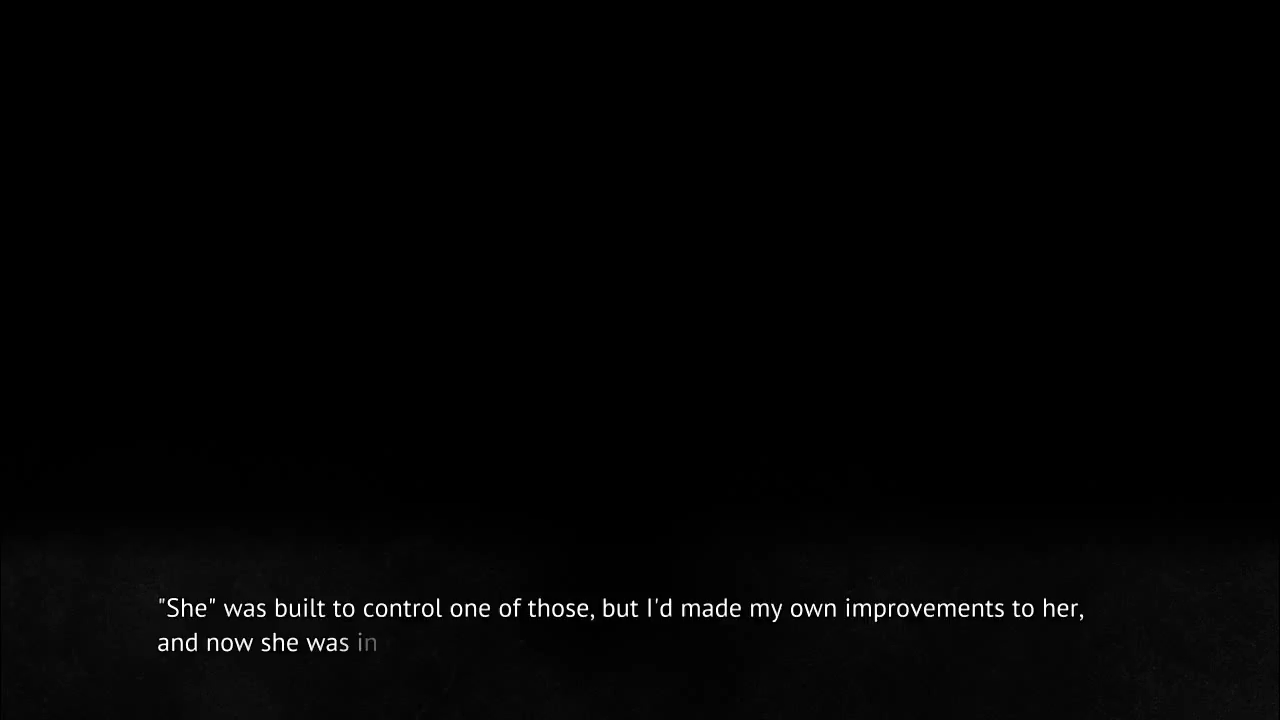 "She" was built to control one of those, but I'd made my own improvements to her,
and now she was in